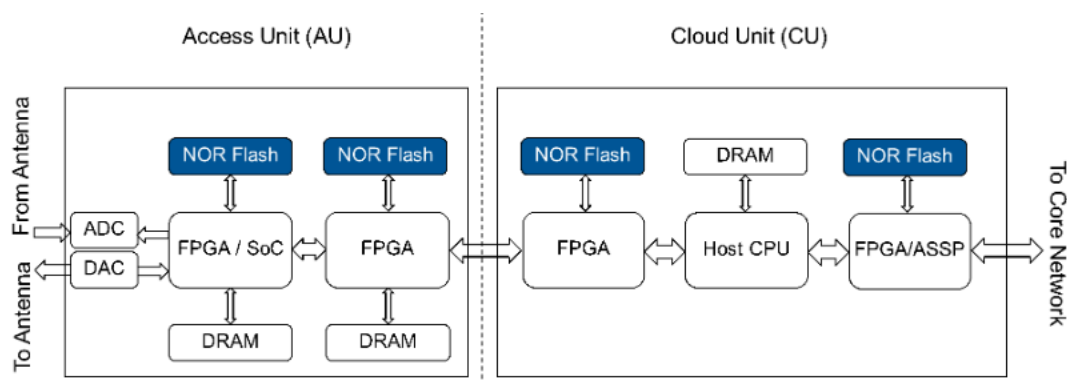 Access Unit (AU)
Cloud Unit (CU)
From Antenna
To Antenna
NOR Flash
NOR Flash
ADC
DAC
FPGA / SoC
FPGA
DRAM
DRAM
NOR Flash
DRAM
NOR Flash
FPGA
Host CPU
FPGA/ASSP
To Core Network